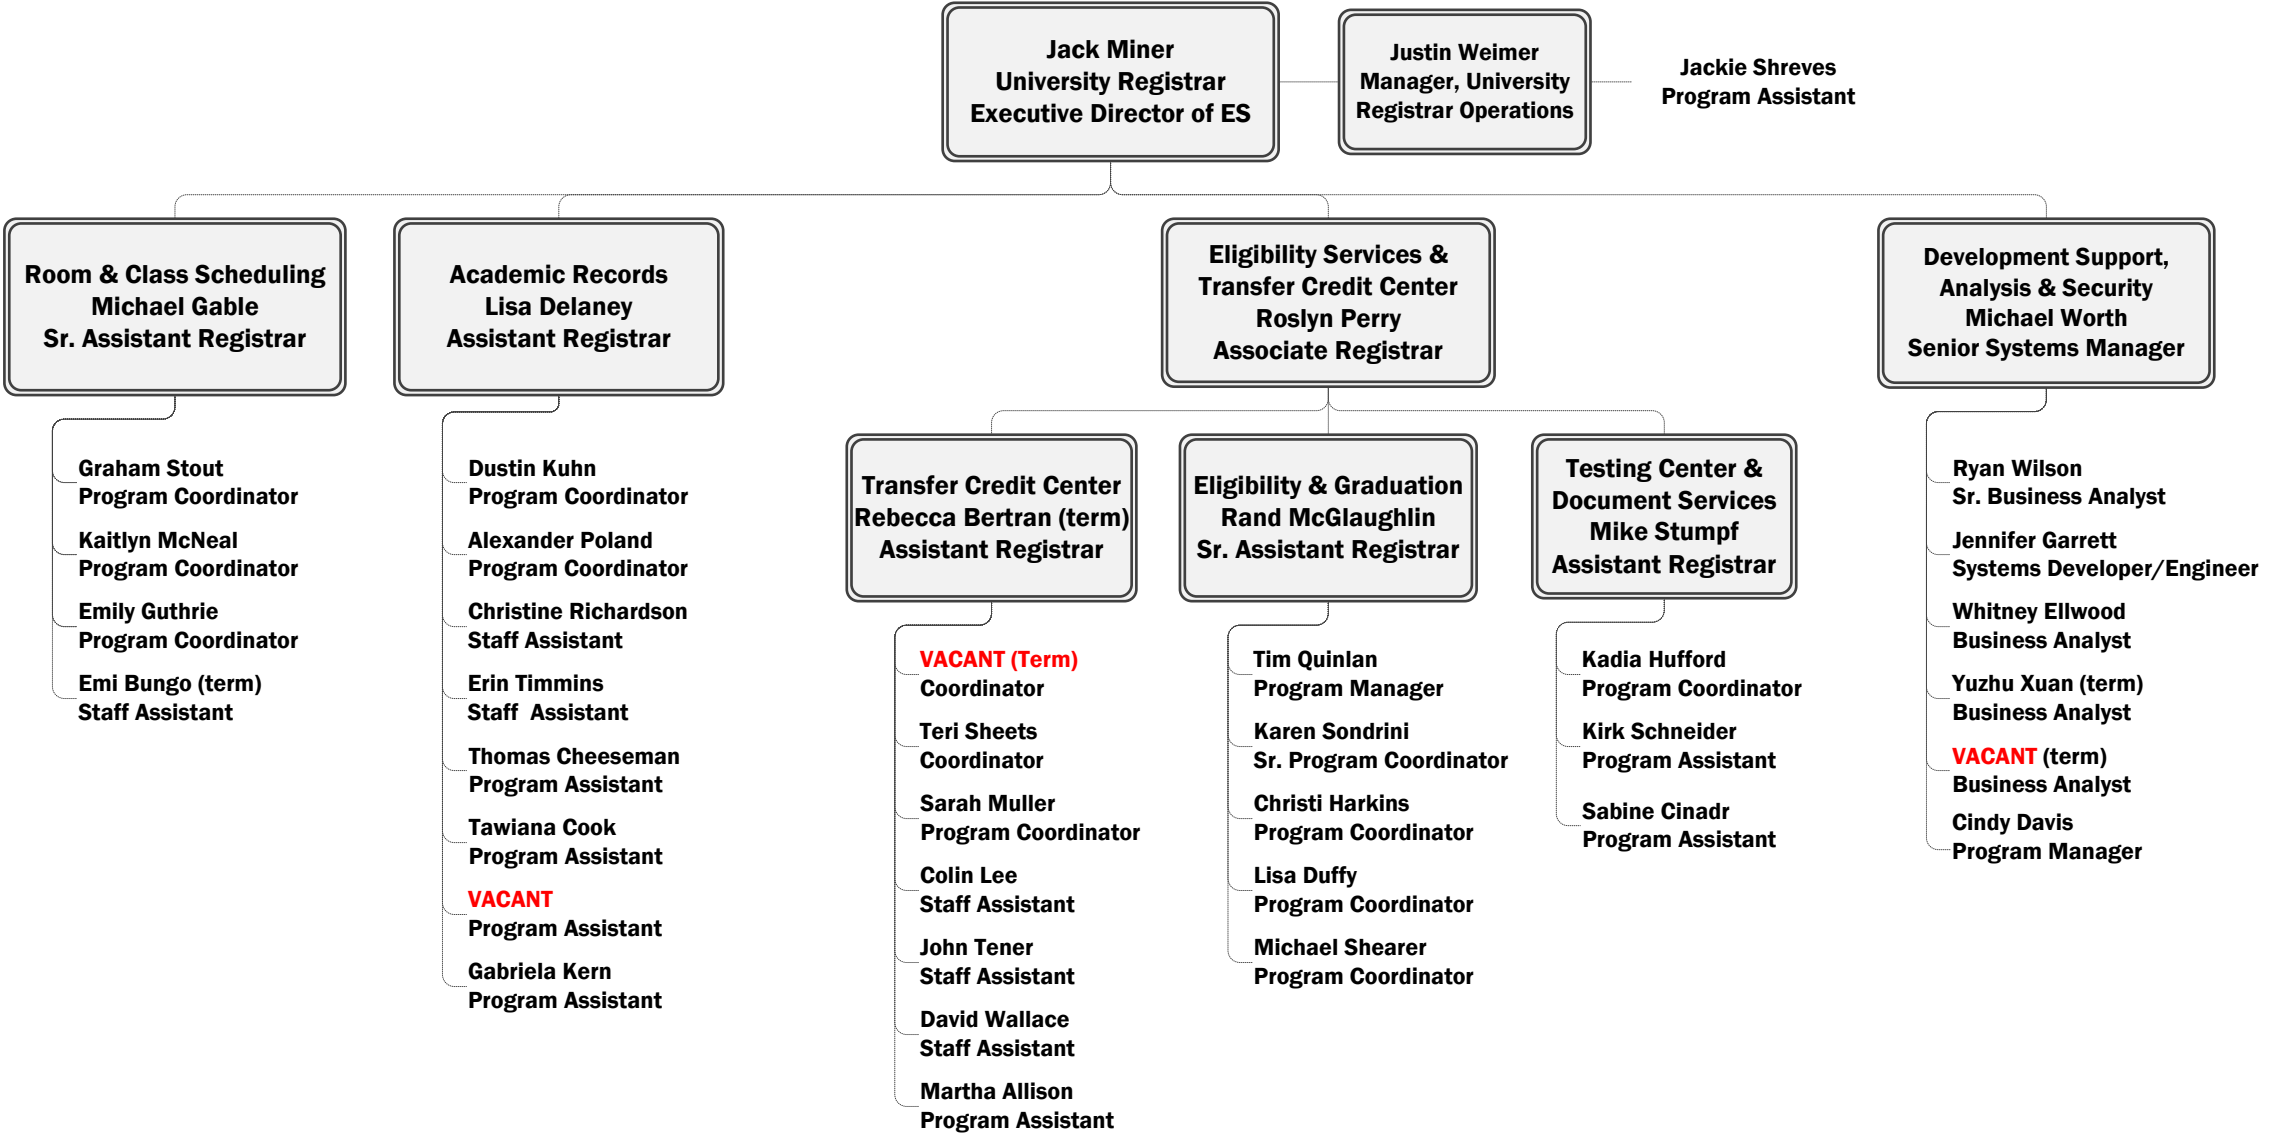 Jack Miner
University Registrar
Executive Director of ES
Justin Weimer
Manager, University
Registrar Operations
Jackie Shreves
Program Assistant
Room & Class Scheduling
Michael Gable
Sr. Assistant Registrar
Graham Stout
Program Coordinator
Kaitlyn McNeal
Program Coordinator
Emily Guthrie
Program Coordinator
Emi Bungo (term)
Staff Assistant
Academic Records
Lisa Delaney
Assistant Registrar
Dustin Kuhn
Program Coordinator
Alexander Poland
Program Coordinator
Christine Richardson
Staff Assistant
Erin Timmins
Staff  Assistant
Thomas Cheeseman
Program Assistant
Tawiana Cook
Program Assistant
VACANT
Program Assistant
Gabriela Kern
Program Assistant
Eligibility Services &
Transfer Credit Center
Roslyn Perry
Associate Registrar
Transfer Credit Center
Rebecca Bertran (term)
Assistant Registrar
VACANT (Term)
Coordinator
Teri Sheets
Coordinator
Sarah Muller
Program Coordinator
Colin Lee
Staff Assistant
John Tener
Staff Assistant
David Wallace
Staff Assistant
Martha Allison
Program Assistant
Eligibility & Graduation
Rand McGlaughlin
Sr. Assistant Registrar
Tim Quinlan
Program Manager
Karen Sondrini
Sr. Program Coordinator
Christi Harkins
Program Coordinator
Lisa Duffy
Program Coordinator
Michael Shearer
Program Coordinator
Testing Center &
Document Services
Mike Stumpf
Assistant Registrar
Kadia Hufford
Program Coordinator
Kirk Schneider
Program Assistant
Sabine Cinadr
Program Assistant
Development Support,
Analysis & Security
Michael Worth
Senior Systems Manager
Ryan Wilson
Sr. Business Analyst
Jennifer Garrett
Systems Developer/Engineer
Whitney Ellwood
Business Analyst
Yuzhu Xuan (term)
Business Analyst
VACANT (term)
Business Analyst
Cindy Davis
Program Manager